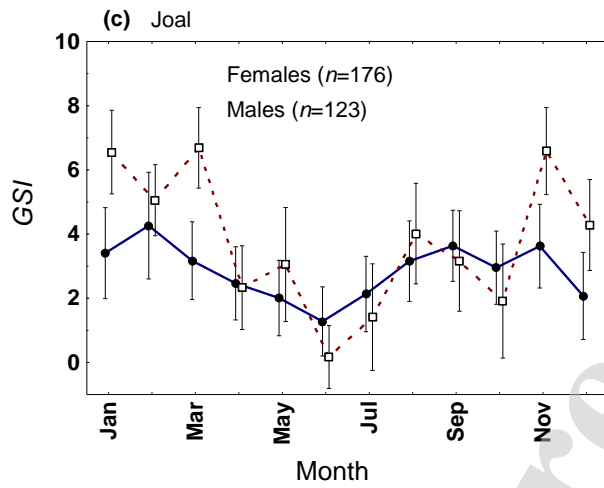 (c) Joal
10
8
6
4
2
0
GSI
Females (n=176)
Males (n=123)
Jan
Mar
May
Jul
Sep
Nov
Month
ro